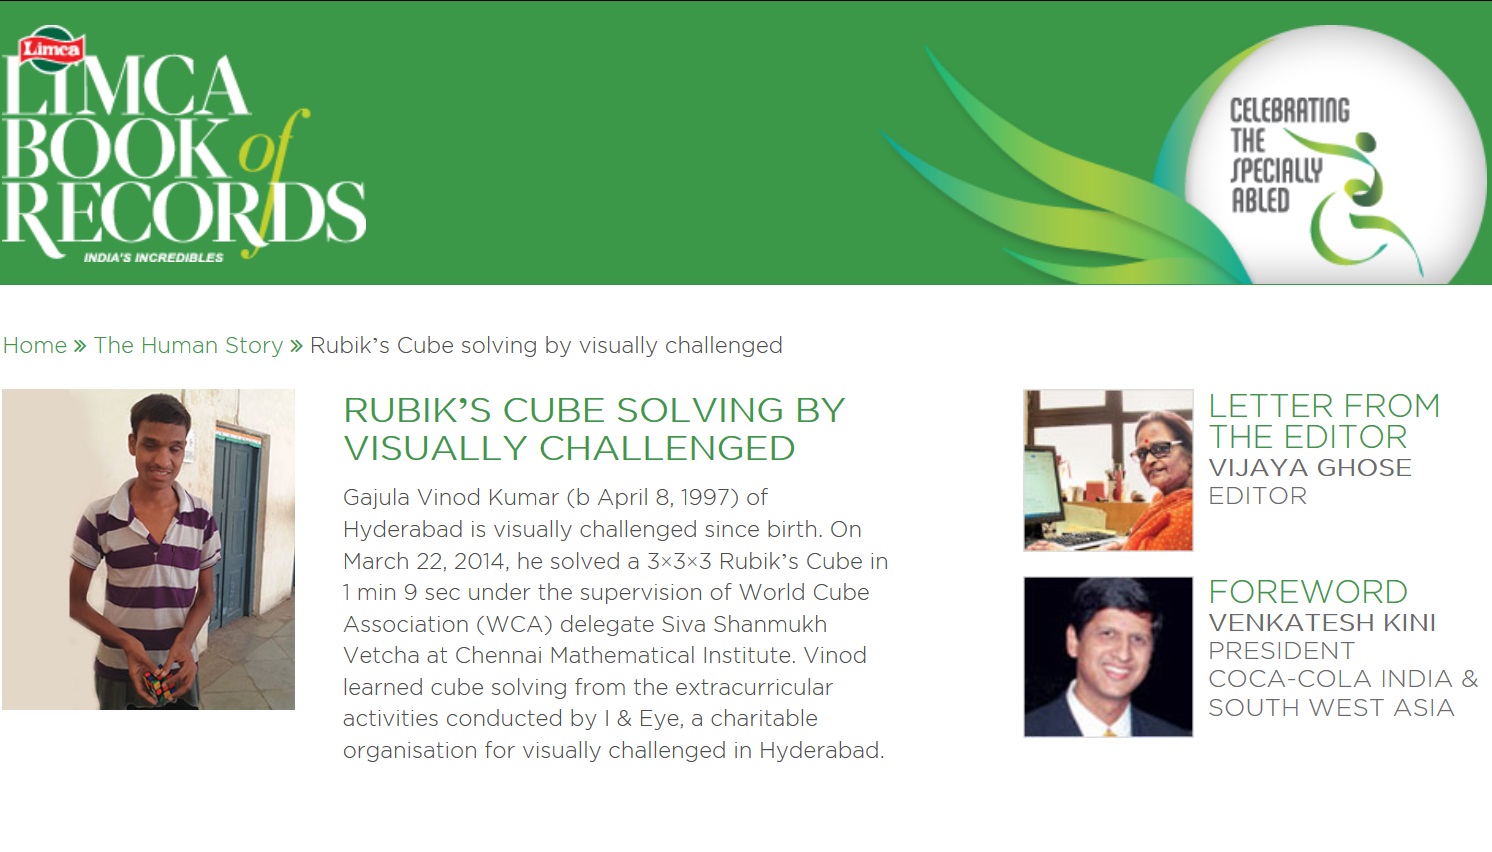 Limca
LIMCA
BOOK of
RECORDS
INDIA'S INCREDIBLES
CELEBRATING
THE
SPECIALLY
ABLED
Home » The Human Story » Rubik’s Cube solving by visually challenged
RUBIK’S CUBE SOLVING BY
VISUALLY CHALLENGED
Gajula Vinod Kumar (b April 8, 1997) of
Hyderabad is visually challenged since birth. On
March 22, 2014, he solved a 3×3×3 Rubik’s Cube in
1 min 9 sec under the supervision of World Cube
Association (WCA) delegate Siva Shanmukh
Vetcha at Chennai Mathematical Institute. Vinod
learned cube solving from the extracurricular
activities conducted by I & Eye, a charitable
organisation for visually challenged in Hyderabad.
LETTER FROM
THE EDITOR
VIJAYA GHOSE
EDITOR
FOREWORD
VENKATESH KINI
PRESIDENT
COCA-COLA INDIA &
SOUTH WEST ASIA